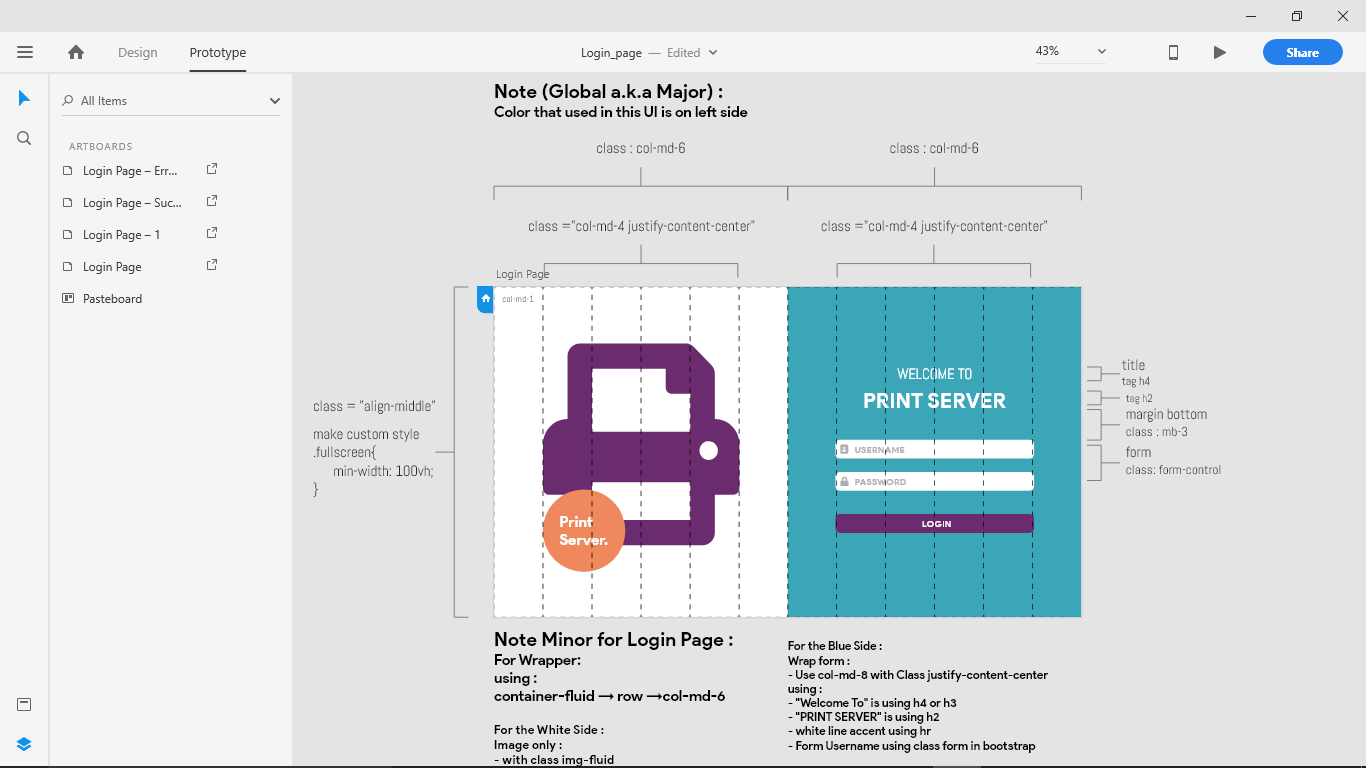 Design
Prototype
Login_page — Edited
43%
Share
All Items
ARTBOARDS
Login Page – Err...
Login Page – Suc...
Login Page – 1
Login Page
Pasteboard
Note (Global a.k.a Major) :
Color that used in this UI is on left side
class : col-md-6
class : col-md-6
class ="col-md-4 justify-content-center"
class ="col-md-4 justify-content-center"
Login Page
col-md-1
class = "align-middle"
make custom style
.fullscreen{
min-width: 100vh;
}
Print
Server.
WELCOME TO
PRINT SERVER
USERNAME
PASSWORD
LOGIN
title
tag h4
tag h2
margin bottom
class : mb-3
form
class: form-control
Note Minor for Login Page :
For Wrapper:
using :
container-fluid → row →col-md-6
For the White Side :
Image only :
- with class img-fluid
For the Blue Side :
Wrap form :
- Use col-md-8 with Class justify-content-center
using :
- "Welcome To" is using h4 or h3
- "PRINT SERVER" is using h2
- white line accent using hr
- Form Username using class form in bootstrap